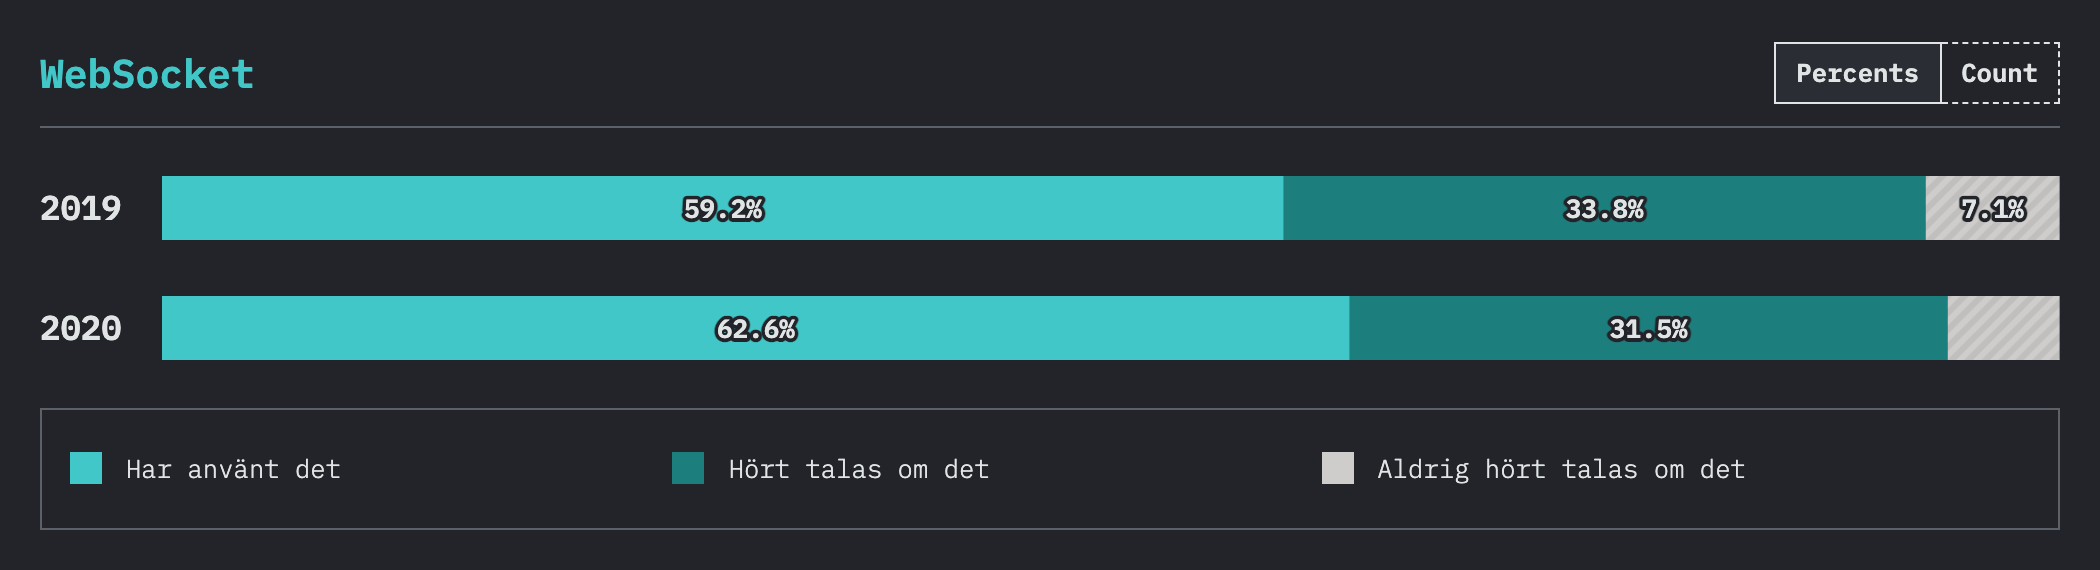 WebSocket
Percents Count
2019 59.2% 33.8% 7.1%
2020 62.6% 31.5%
Har använt det Hört talas om det Aldrig hört talas om det